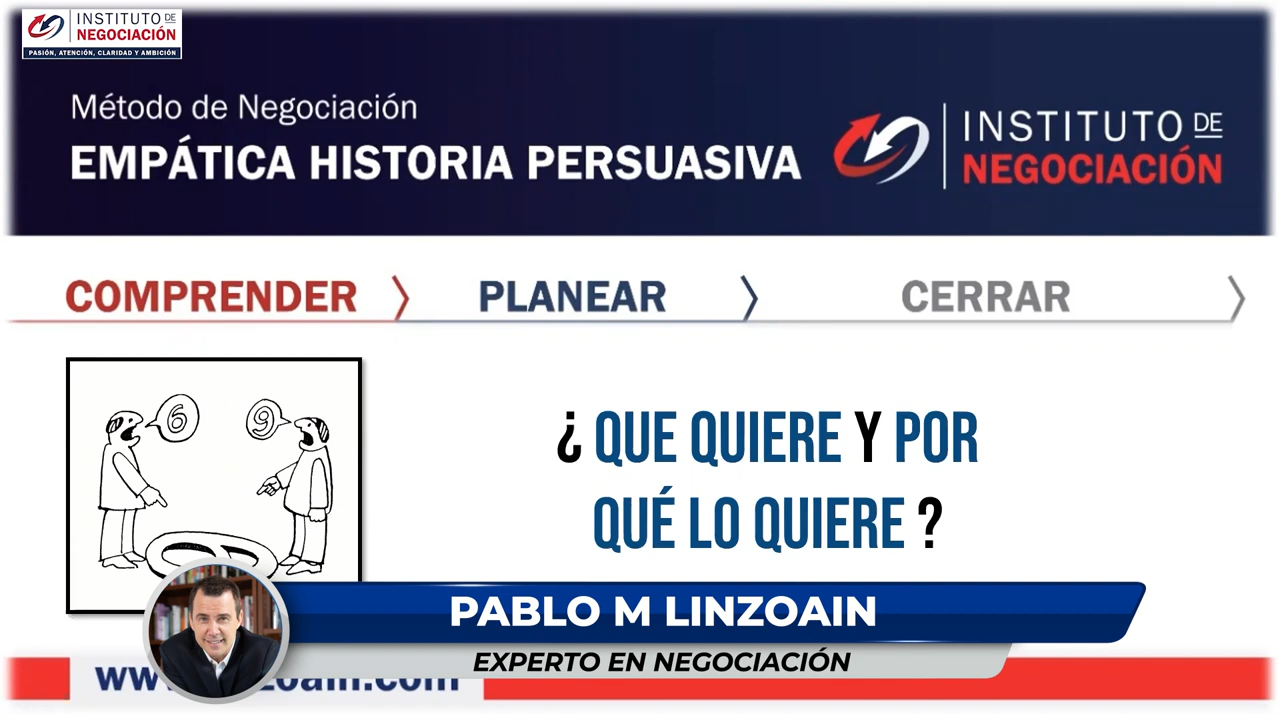 INSTITUTO DE
NEGOCIACIÓN
PASIÓN, ATENCIÓN, CLARIDAD Y AMBICIÓN
Método de Negociación
EMPÁTICA HISTORIA PERSUASIVA
INSTITUTO DE
NEGOCIACIÓN
COMPRENDER
PLANEAR
CERRAR
6
9
¿ QUE QUIERE Y POR
QUÉ LO QUIERE ?
PABLO M LINZOAIN
EXPERTO EN NEGOCIACIÓN